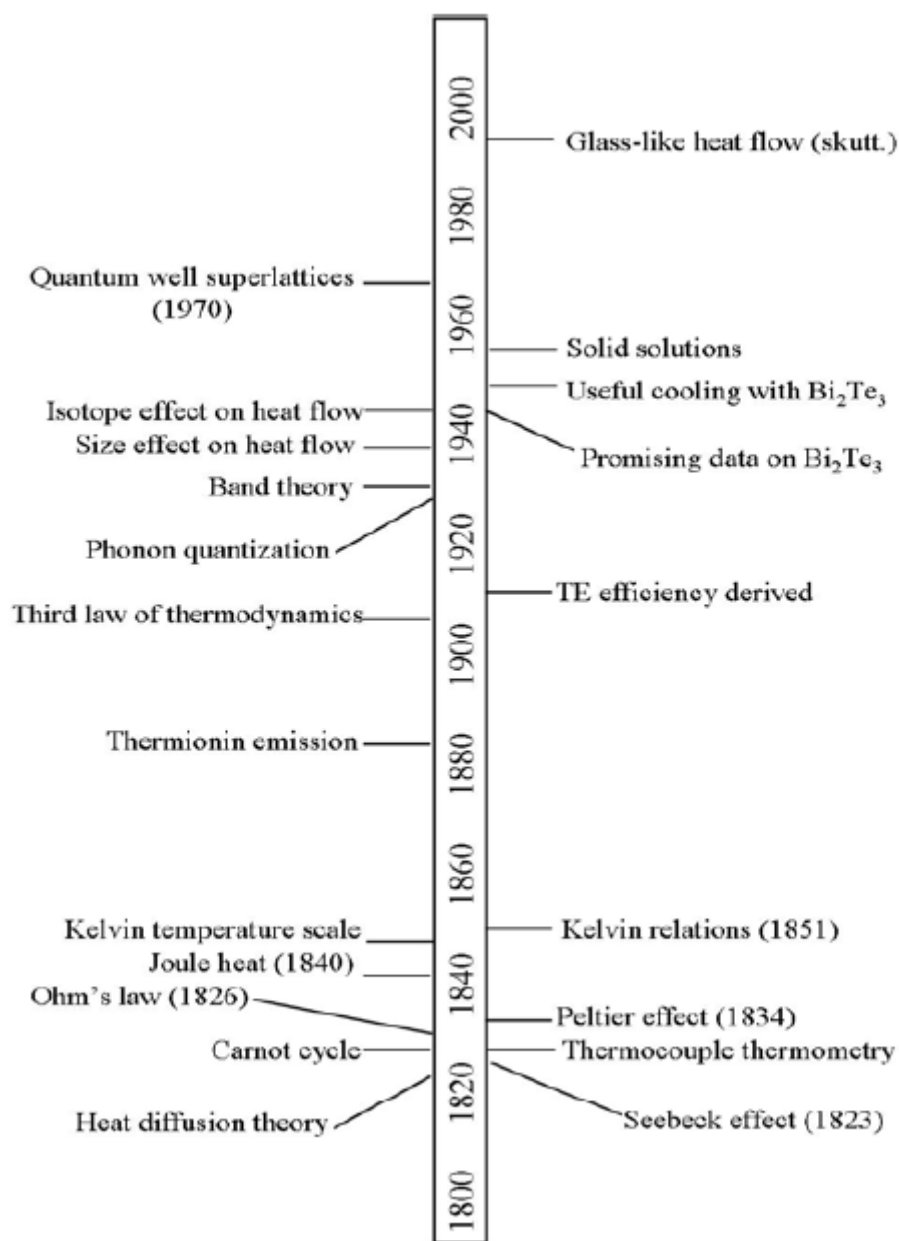 2000
Glass-like heat flow (skutt.)
1980
Quantum well superlattices
(1970)
1960
Solid solutions
Useful cooling with Bi₂Te₃
Isotope effect on heat flow
1940
Size effect on heat flow
Promising data on Bi₂Te₃
Band theory
1920
Phonon quantization
TE efficiency derived
Third law of thermodynamics
1900
Thermionin emission
1880
1860
Kelvin temperature scale
Kelvin relations (1851)
Joule heat (1840)
1840
Ohm's law (1826)
Peltier effect (1834)
Carnot cycle
Thermocouple thermometry
1820
Heat diffusion theory
Seebeck effect (1823)
1800